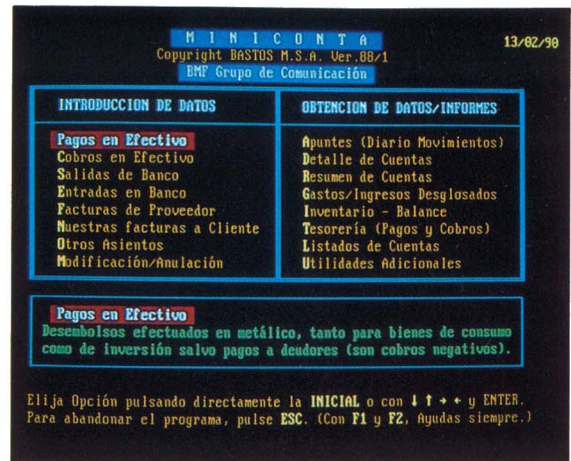 M I N I C O N T A
13/02/90
Copyright BASTOS M.S.A. Ver.88/1
BMF Grupo de Comunicación
INTRODUCCION DE DATOS
Pagos en Efectivo
Cobros en Efectivo
Salidas de Banco
Entradas en Banco
Facturas de Proveedor
Nuestras facturas a Cliente
Otros Asientos
Modificación/Anulación
OBTENCION DE DATOS/INFORMES
Apuntes (Diario Movimientos)
Detalle de Cuentas
Resumen de Cuentas
Gastos/Ingresos Desglosados
Inventario - Balance
Tesorería (Pagos y Cobros)
Listados de Cuentas
Utilidades Adicionales
Pagos en Efectivo
Desembolsos efectuados en metálico, tanto para bienes de consumo
como de inversión salvo pagos a deudores (son cobros negativos).
Elija Opción pulsando directamente la INICIAL o con ↓ ↑ → ← y ENTER.
Para abandonar el programa, pulse ESC. (Con F1 y F2, Ayudas siempre.)